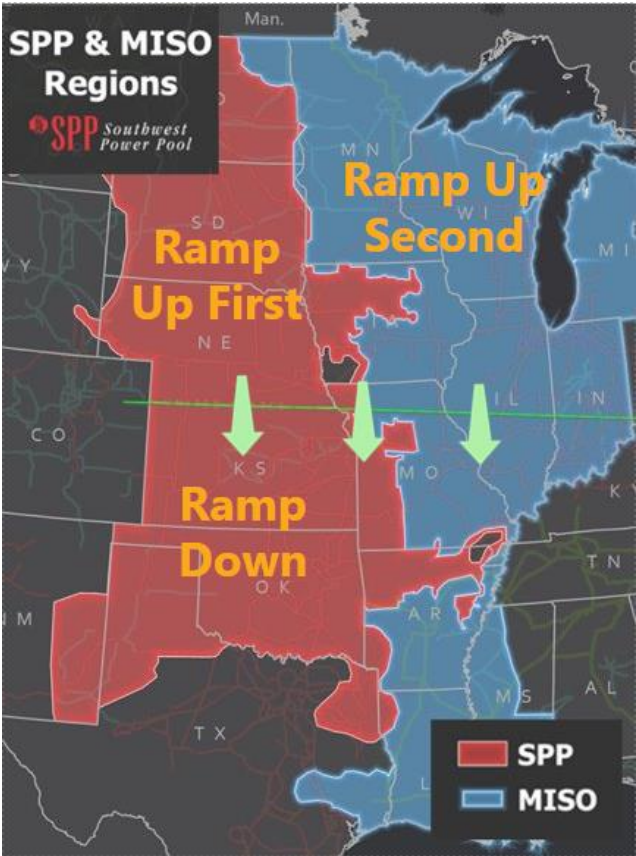 SPP & MISO
Regions
SPP Southwest
Power Pool
Man.
MN
WI
MI
Ramp Up
Second
SD
Ramp
Up First
WY
NE
IL
IN
CO
KS
MO
KY
Ramp
Down
OK
TN
NM
AR
MS
AL
TX
L
SPP
MISO